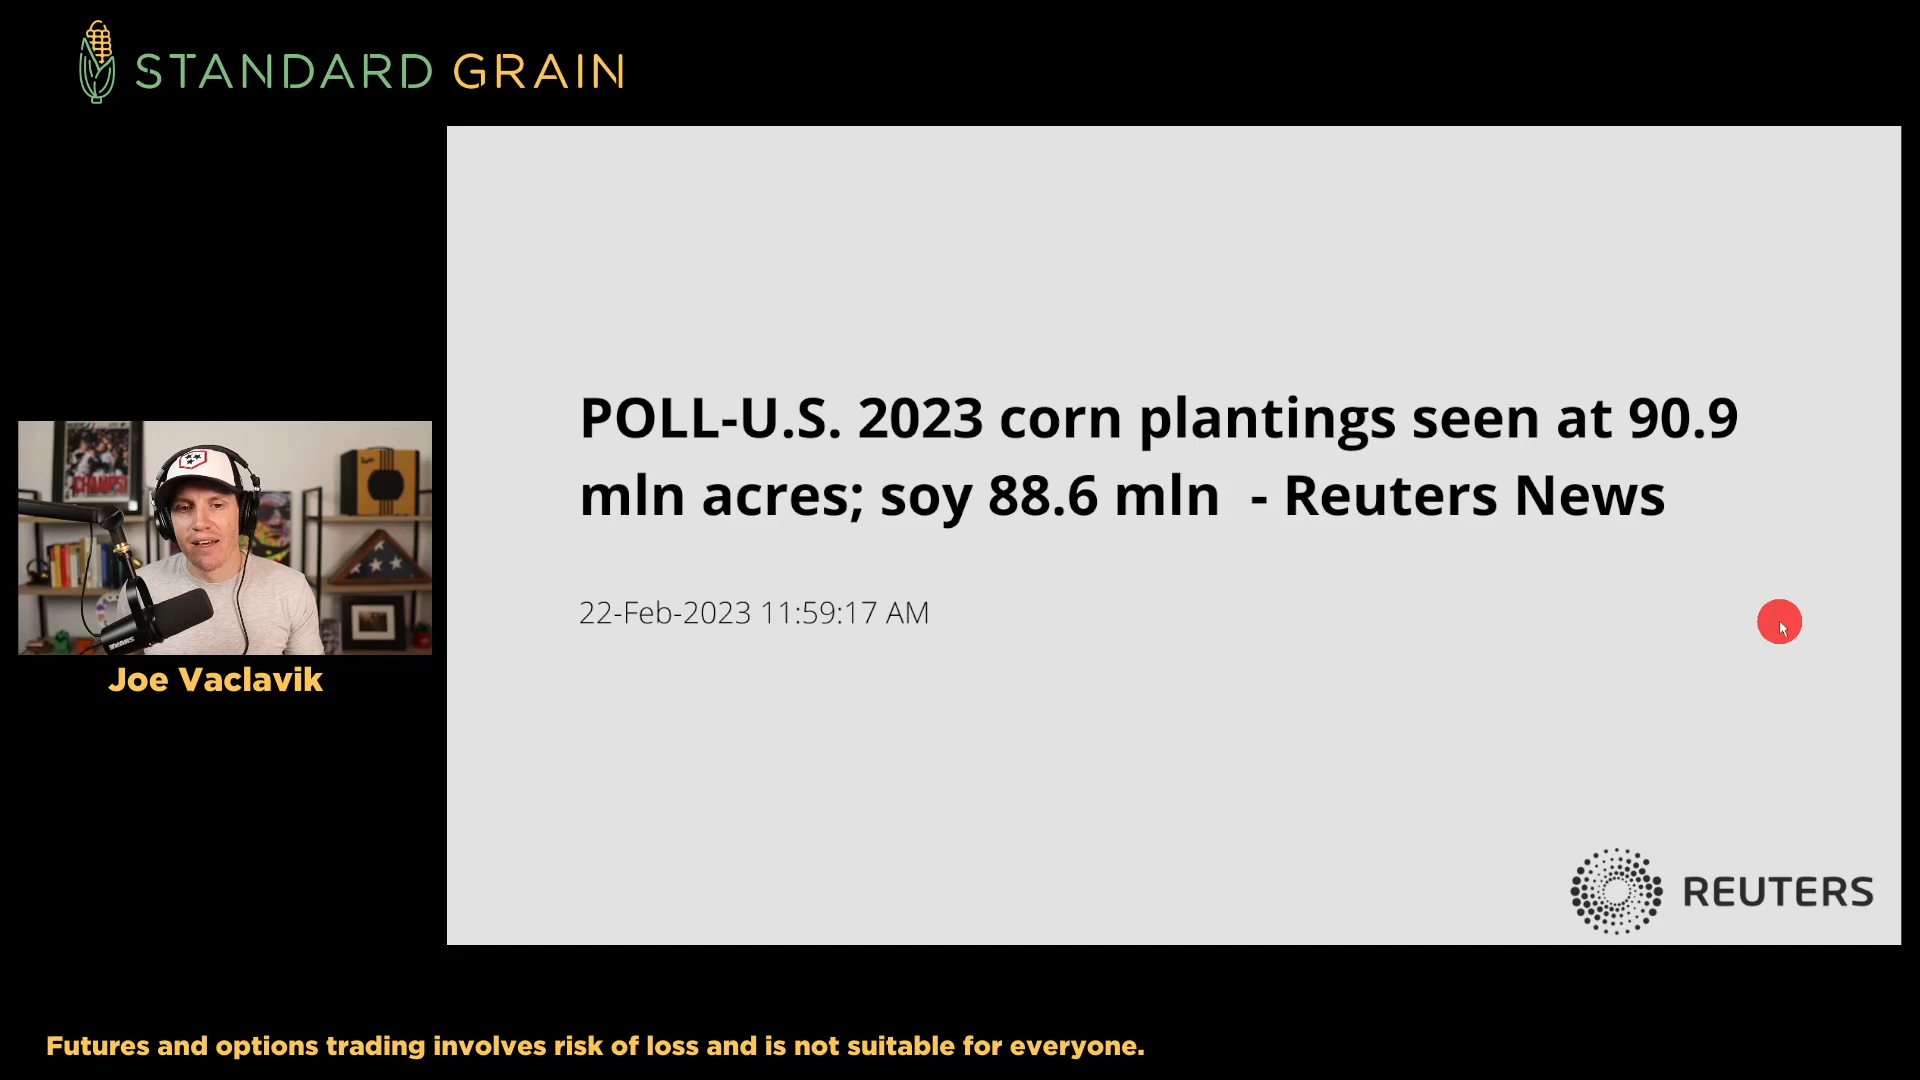 STANDARD GRAIN
POLL-U.S. 2023 corn plantings seen at 90.9
mln acres; soy 88.6 mln - Reuters News
22-Feb-2023 11:59:17 AM
CHAMPS!
SHURE
Joe Vaclavik
REUTERS
Futures and options trading involves risk of loss and is not suitable for everyone.